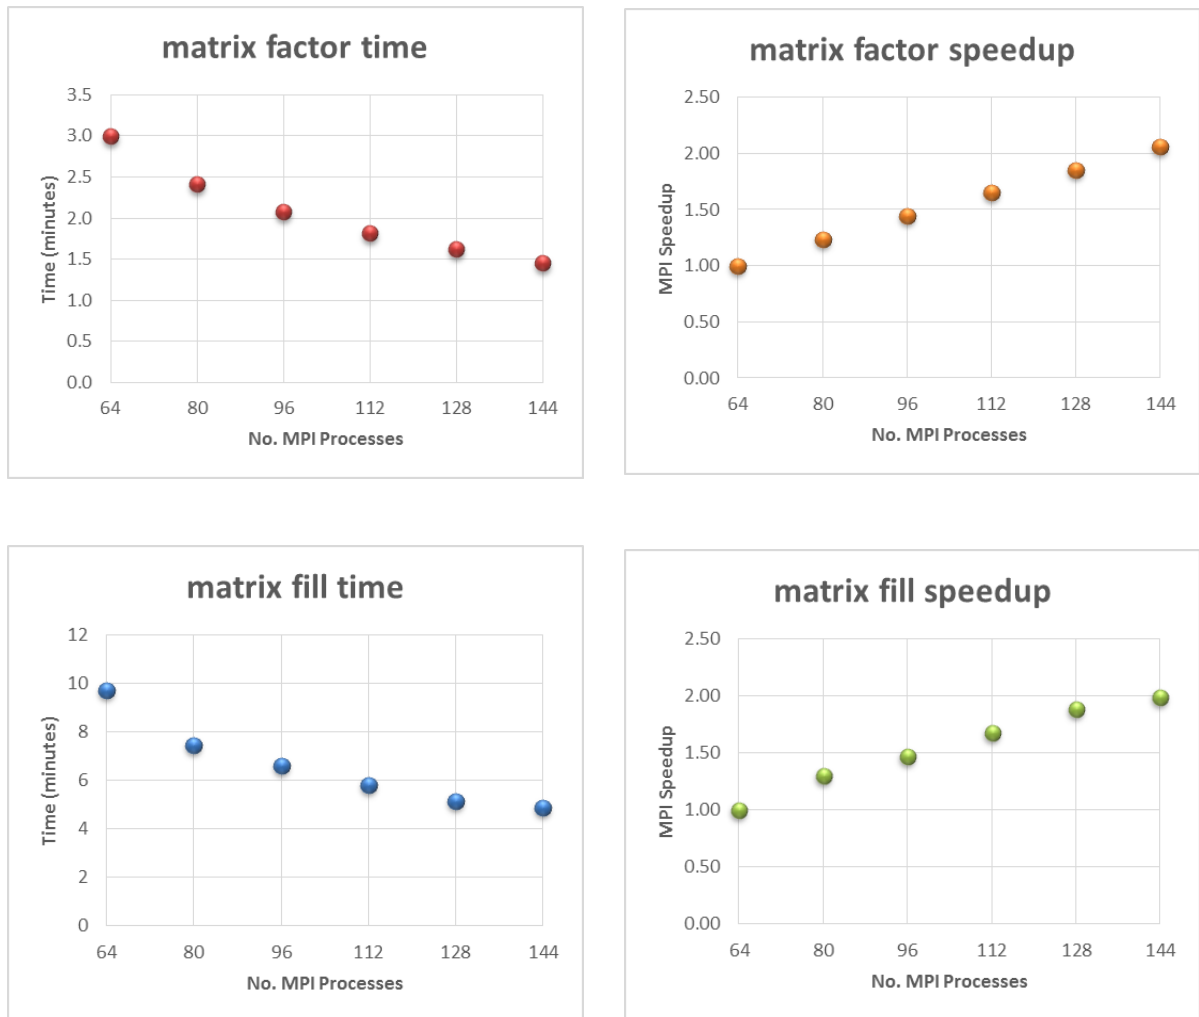 matrix factor time
3.5
3.0
2.5
2.0
1.5
1.0
0.5
0.0
Time (minutes)
64 80 96 112 128 144
No. MPI Processes
matrix factor speedup
2.50
2.00
1.50
1.00
0.50
0.00
MPI Speedup
64 80 96 112 128 144
No. MPI Processes
matrix fill time
12
10
8
6
4
2
0
Time (minutes)
64 80 96 112 128 144
No. MPI Processes
matrix fill speedup
2.50
2.00
1.50
1.00
0.50
0.00
MPI Speedup
64 80 96 112 128 144
No. MPI Processes